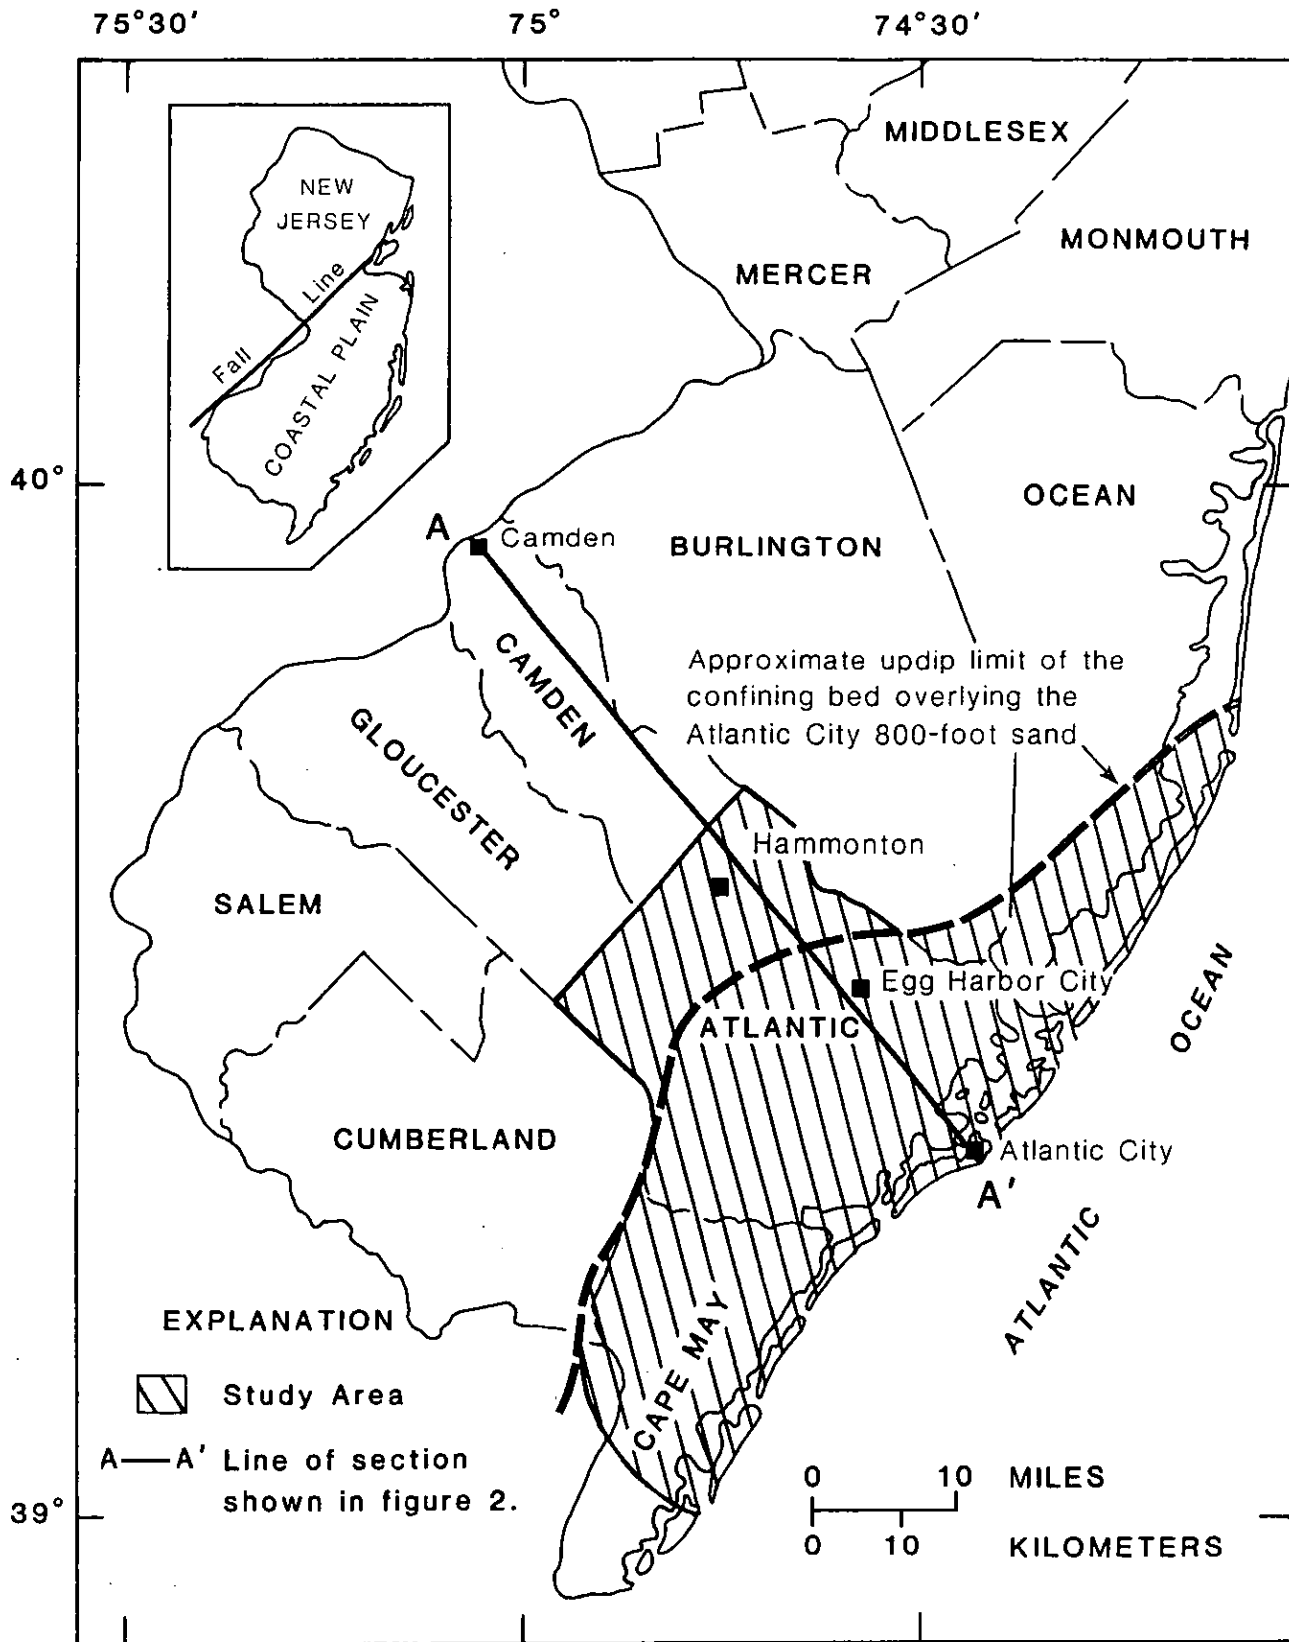 75°30'
75°
74°30'
NEW
JERSEY
Fall
Line
COASTAL PLAIN
MIDDLESEX
MONMOUTH
MERCER
40°
OCEAN
A
Camden
BURLINGTON
CAMDEN
Approximate updip limit of the
confining bed overlying the
Atlantic City 800-foot sand
GLOUCESTER
Hammonton
SALEM
Egg Harbor City
ATLANTIC
OCEAN
CUMBERLAND
Atlantic City
A'
ATLANTIC
CAPE MAY
EXPLANATION
Study Area
A—A' Line of section
shown in figure 2.
39°
0 10 MILES
0 10 KILOMETERS